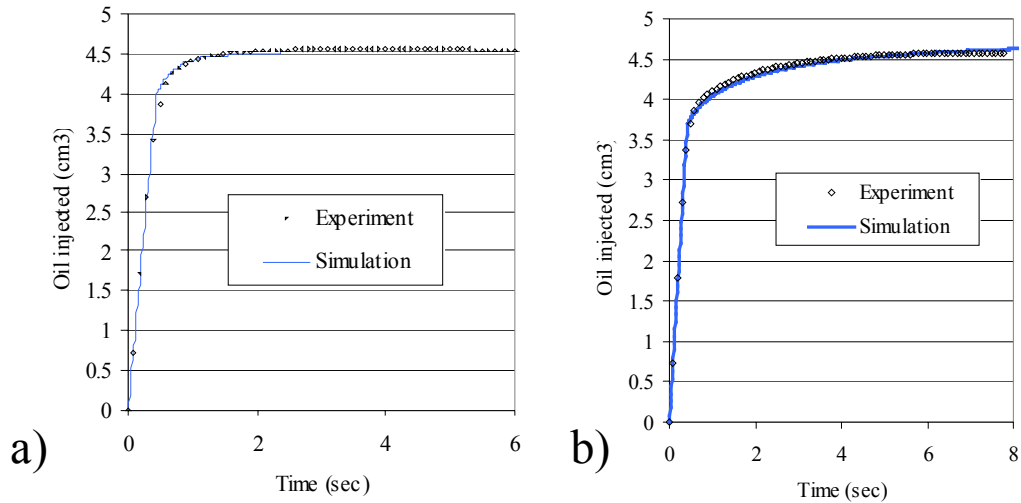 5
4.5
4
3.5
3
2.5
2
1.5
1
0.5
0
Oil injected (cm3)
Experiment
Simulation
0 2 4 6
Time (sec)
a)
5
4.5
4
3.5
3
2.5
2
1.5
1
0.5
0
Oil injected (cm3)
Experiment
Simulation
0 2 4 6 8
Time (sec)
b)